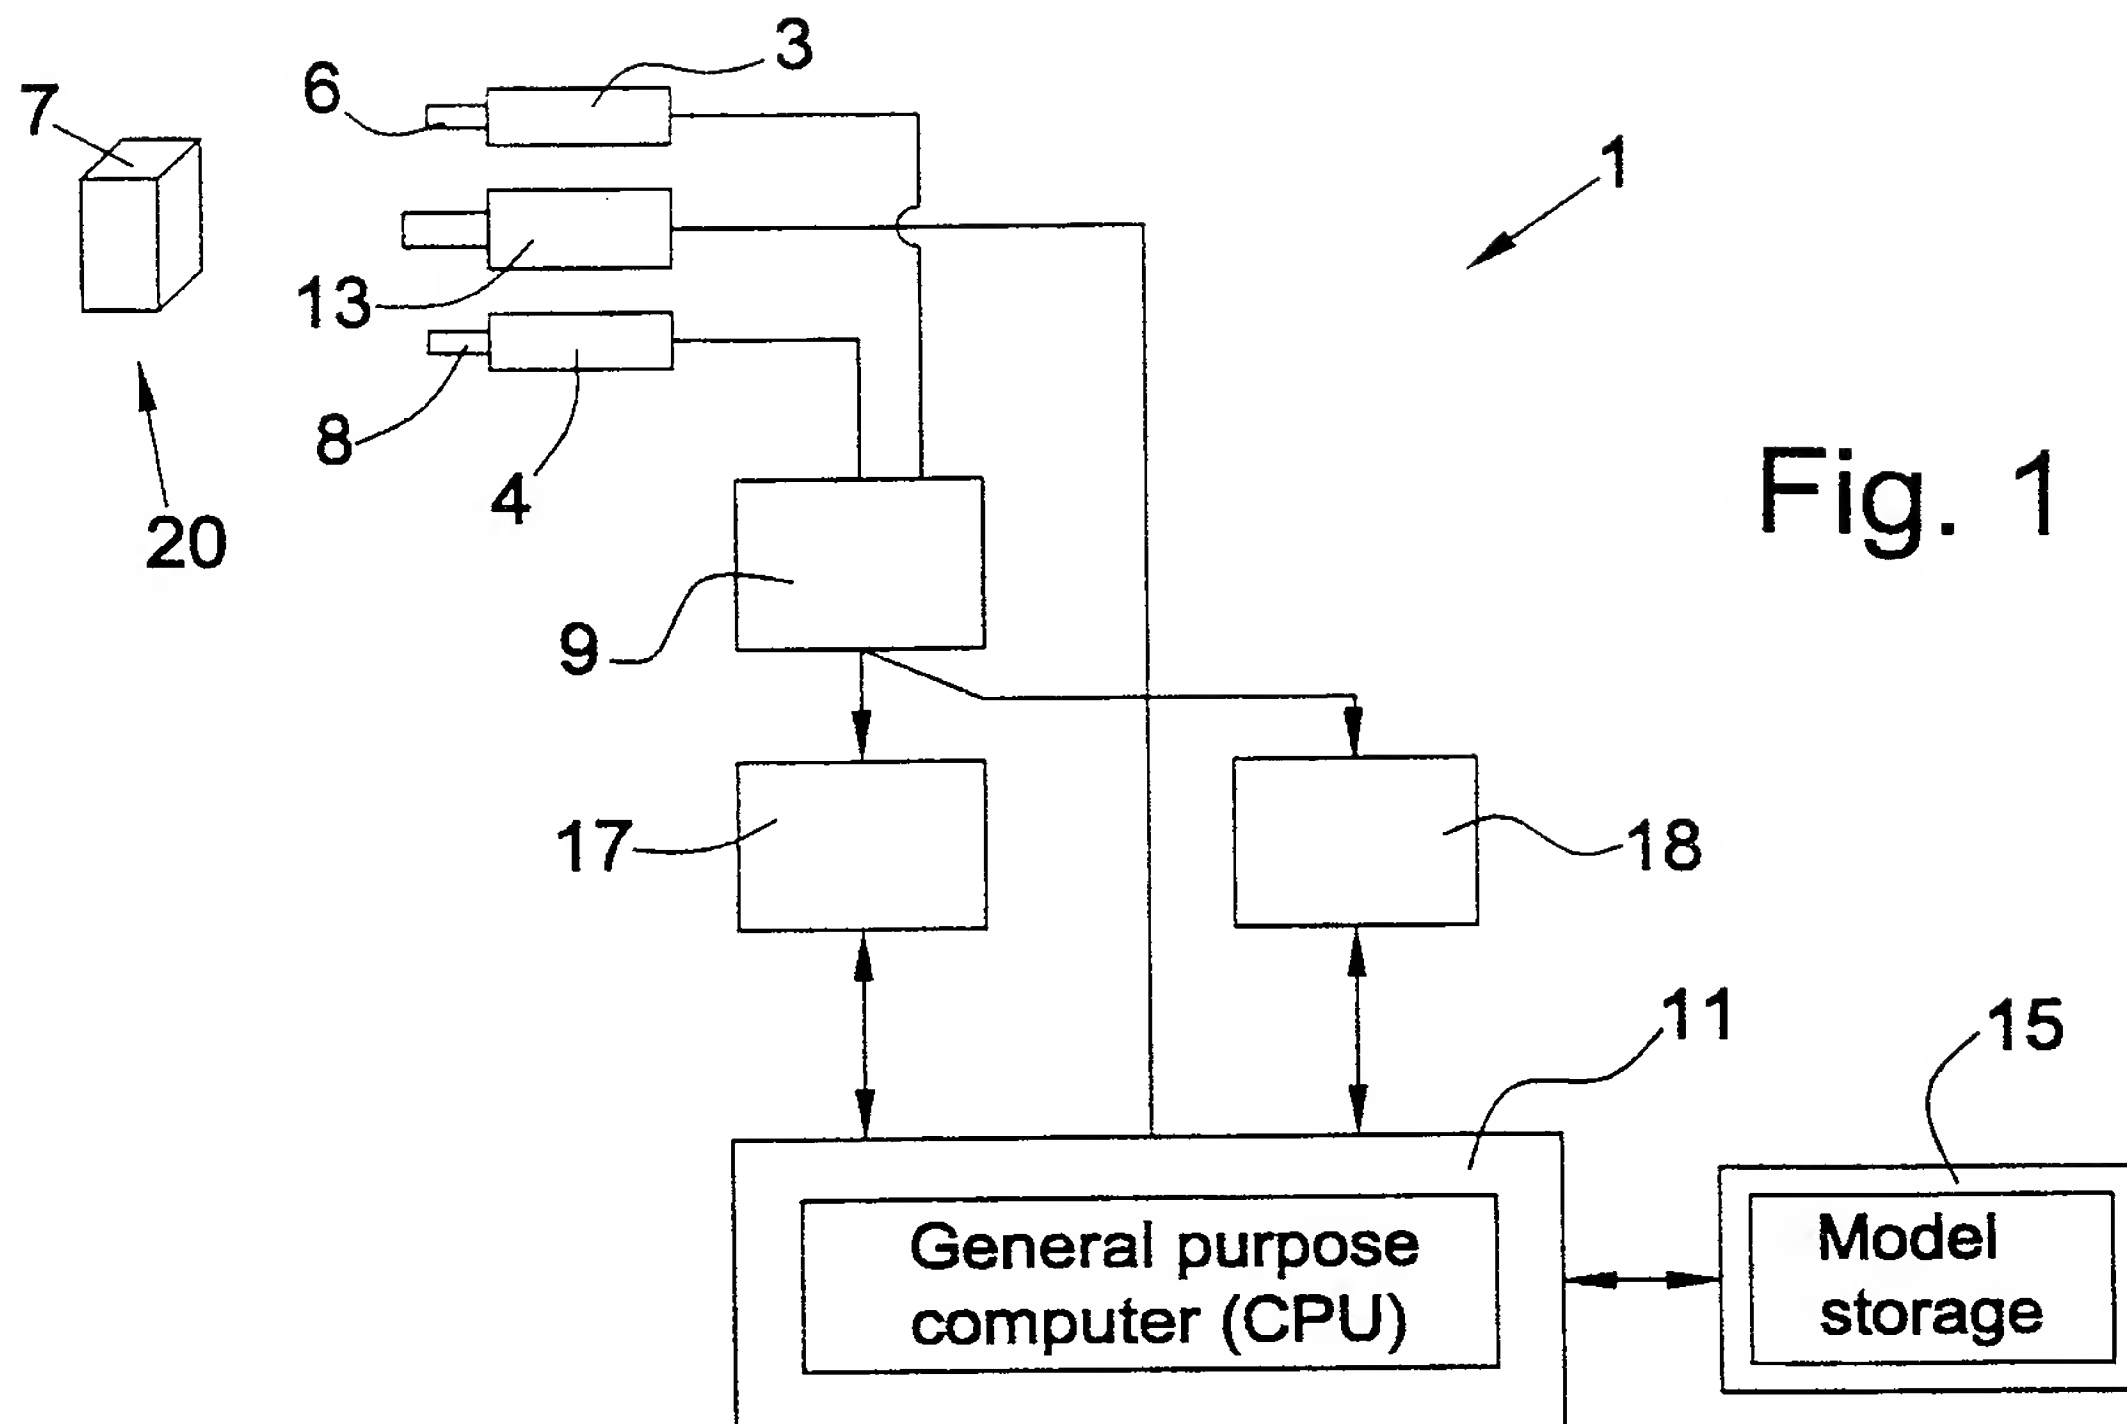 3
6
7
1
13
8
4
20
Fig. 1
9
17
18
11
15
General purpose
computer (CPU)
Model
storage